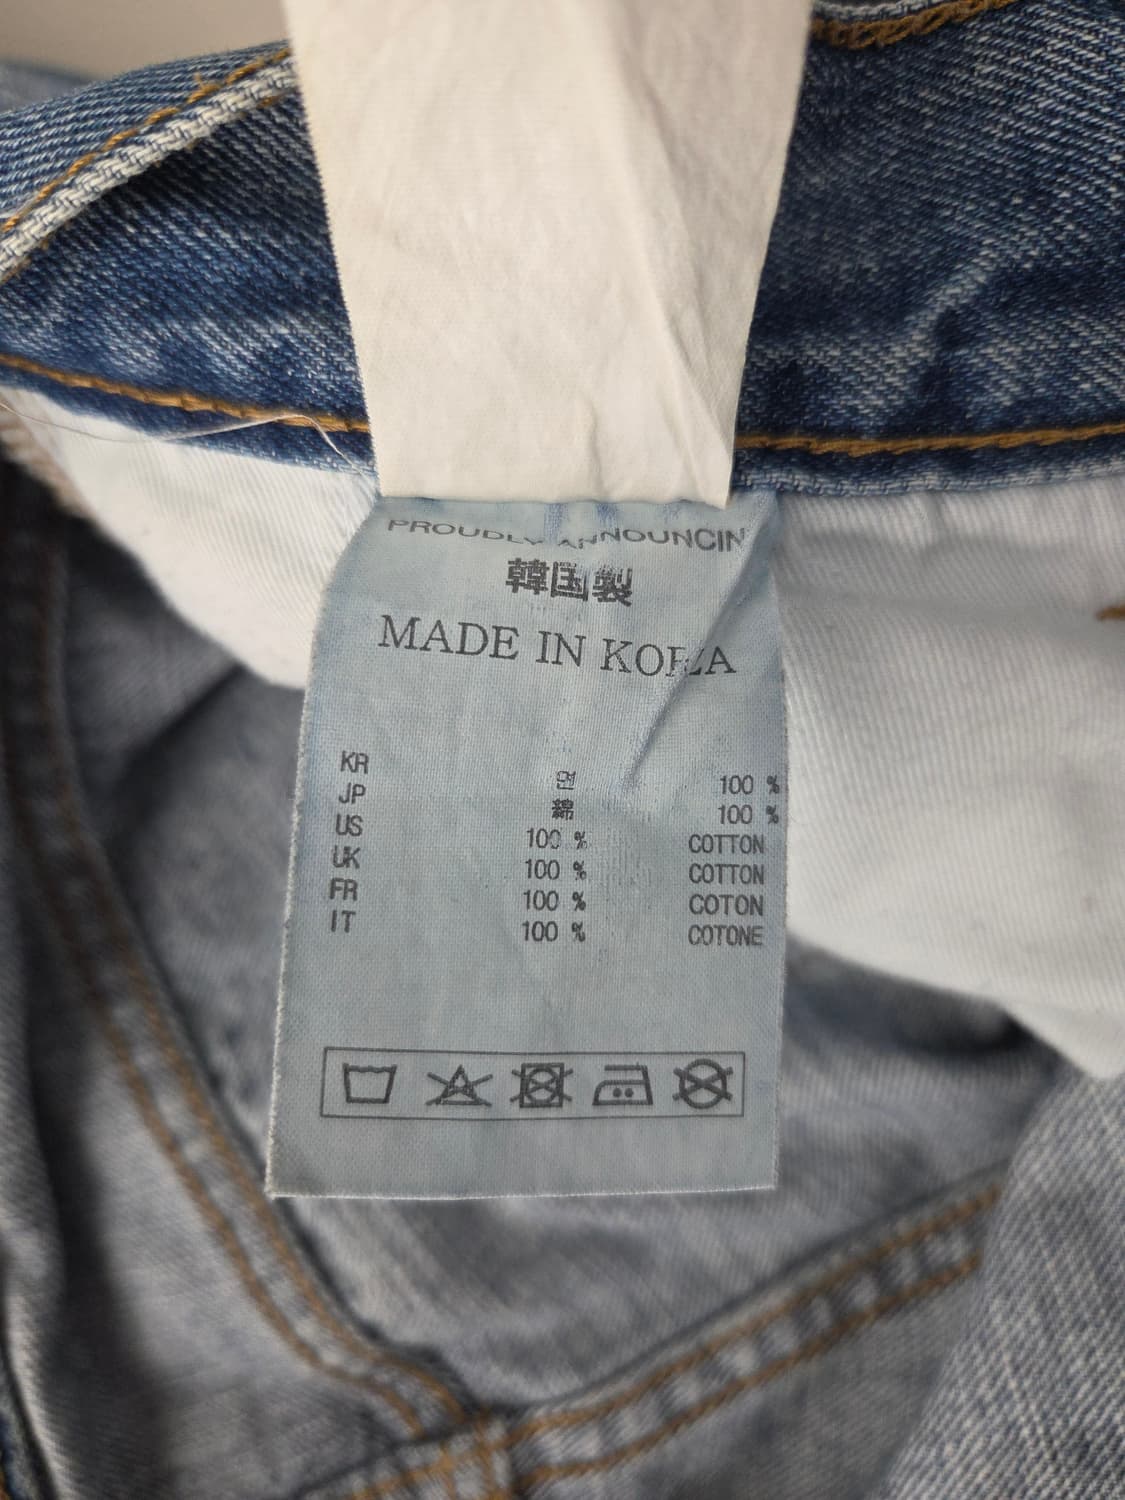 PROUDLY ANNOUNCIN
韓国製
MADE IN KOREA
KR 면 100 %
JP 綿 100 %
US 100 % COTTON
UK 100 % COTTON
FR 100 % COTON
IT 100 % COTONE